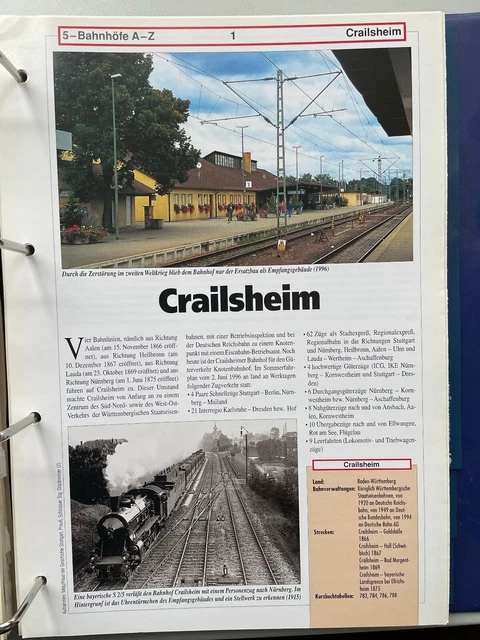 5–Bahnhöfe A–Z 1 Crailsheim
Durch die Zerstörung im zweiten Weltkrieg blieb dem Bahnhof nur der Ersatzbau als Empfangsgebäude (1996)
Crailsheim
Vier Bahnlinien, nämlich aus Richtung
Aalen (am 15. November 1866 eröff-
net), aus Richtung Heilbronn (am
10. Dezember 1867 eröffnet), aus Richtung
Lauda (am 23. Oktober 1869 eröffnet) und aus
Richtung Nürnberg (am 1. Juni 1875 eröffnet)
führen auf Crailsheim zu. Dieser Umstand
machte Crailsheim von Anfang an zu einem
Zentrum des Süd-Nord- sowie des West-Ost-
Verkehrs der Württembergischen Staatseisen-
bahnen, mit einer Betriebsinspektion und bei
der Deutschen Reichsbahn zu einem Knoten-
punkt mit einem Eisenbahn-Betriebsamt. Noch
heute ist der Crailsheimer Bahnhof für den Gü-
terverkehr Knotenbahnhof. Im Sommerfahr-
plan vom 2. Juni 1996 an fand an Werktagen
folgender Zugverkehr statt:
• 4 Paare Schnellzüge Stuttgart – Berlin, Nürn-
berg – Mailand
• 21 Interregio Karlsruhe – Dresden bzw. Hof
• 62 Züge als Stadtexpreß, Regionalexpreß,
Regionalbahn in die Richtungen Stuttgart
und Nürnberg, Heilbronn, Aalen – Ulm und
Lauda – Wertheim – Aschaffenburg
• 4 hochwertige Güterzüge (ICG, IKE Nürn-
berg – Kornwestheim und Stuttgart – Dres-
den)
• 6 Durchgangsgüterzüge Nürnberg – Korn-
westheim bzw. Nürnberg – Aschaffenburg
• 8 Nahgüterzüge nach und von Ansbach, Aa-
len, Kornwestheim
• 10 Übergabezüge nach und von Ellwangen,
Rot am See, Flügelau
• 9 Leerfahrten (Lokomotiv- und Triebwagen-
züge)
Eine bayerische S 2/5 verläßt den Bahnhof Crailsheim mit einem Personenzug nach Nürnberg. Im
Hintergrund ist das Uhrentürmchen des Empfangsgebäudes und ein Stellwerk zu erkennen (1915)
Crailsheim
Land: Baden-Württemberg
Bahnverwaltungen: Königlich Württembergische
Staatseisenbahnen, von
1920 an Deutsche Reichs-
bahn, von 1949 an Deut-
sche Bundesbahn, von 1994
an Deutsche Bahn AG
Strecken: Crailsheim – Goldshöfe
1866
Crailsheim – Hall (Schwä-
bisch) 1867
Crailsheim – Bad Mergent-
heim 1869
Crailsheim – bayerische
Landsgrenze bei Ellrichs-
hausen 1875
Kursbuchtabellen: 783, 784, 786, 788